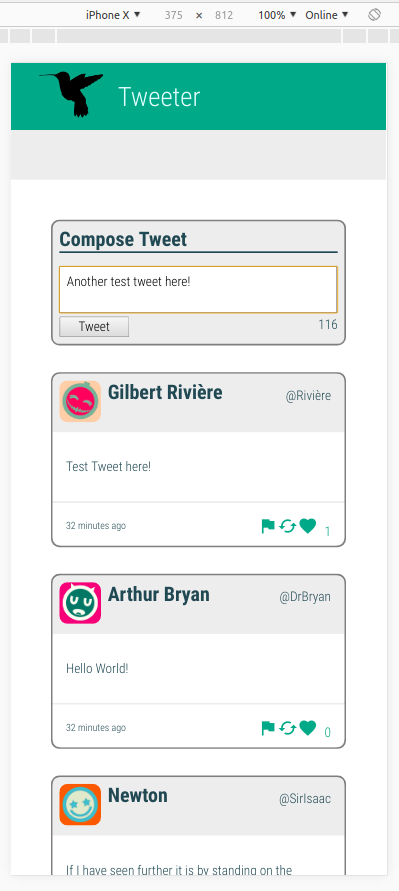 iPhone X ▼ 375 × 812 100% ▼ Online ▼
Tweeter
Compose Tweet
Another test tweet here!
Tweet 116
Gilbert Rivière @Rivière
Test Tweet here!
32 minutes ago 1
Arthur Bryan @DrBryan
Hello World!
32 minutes ago 0
Newton @SirIsaac
If I have seen further it is by standing on the